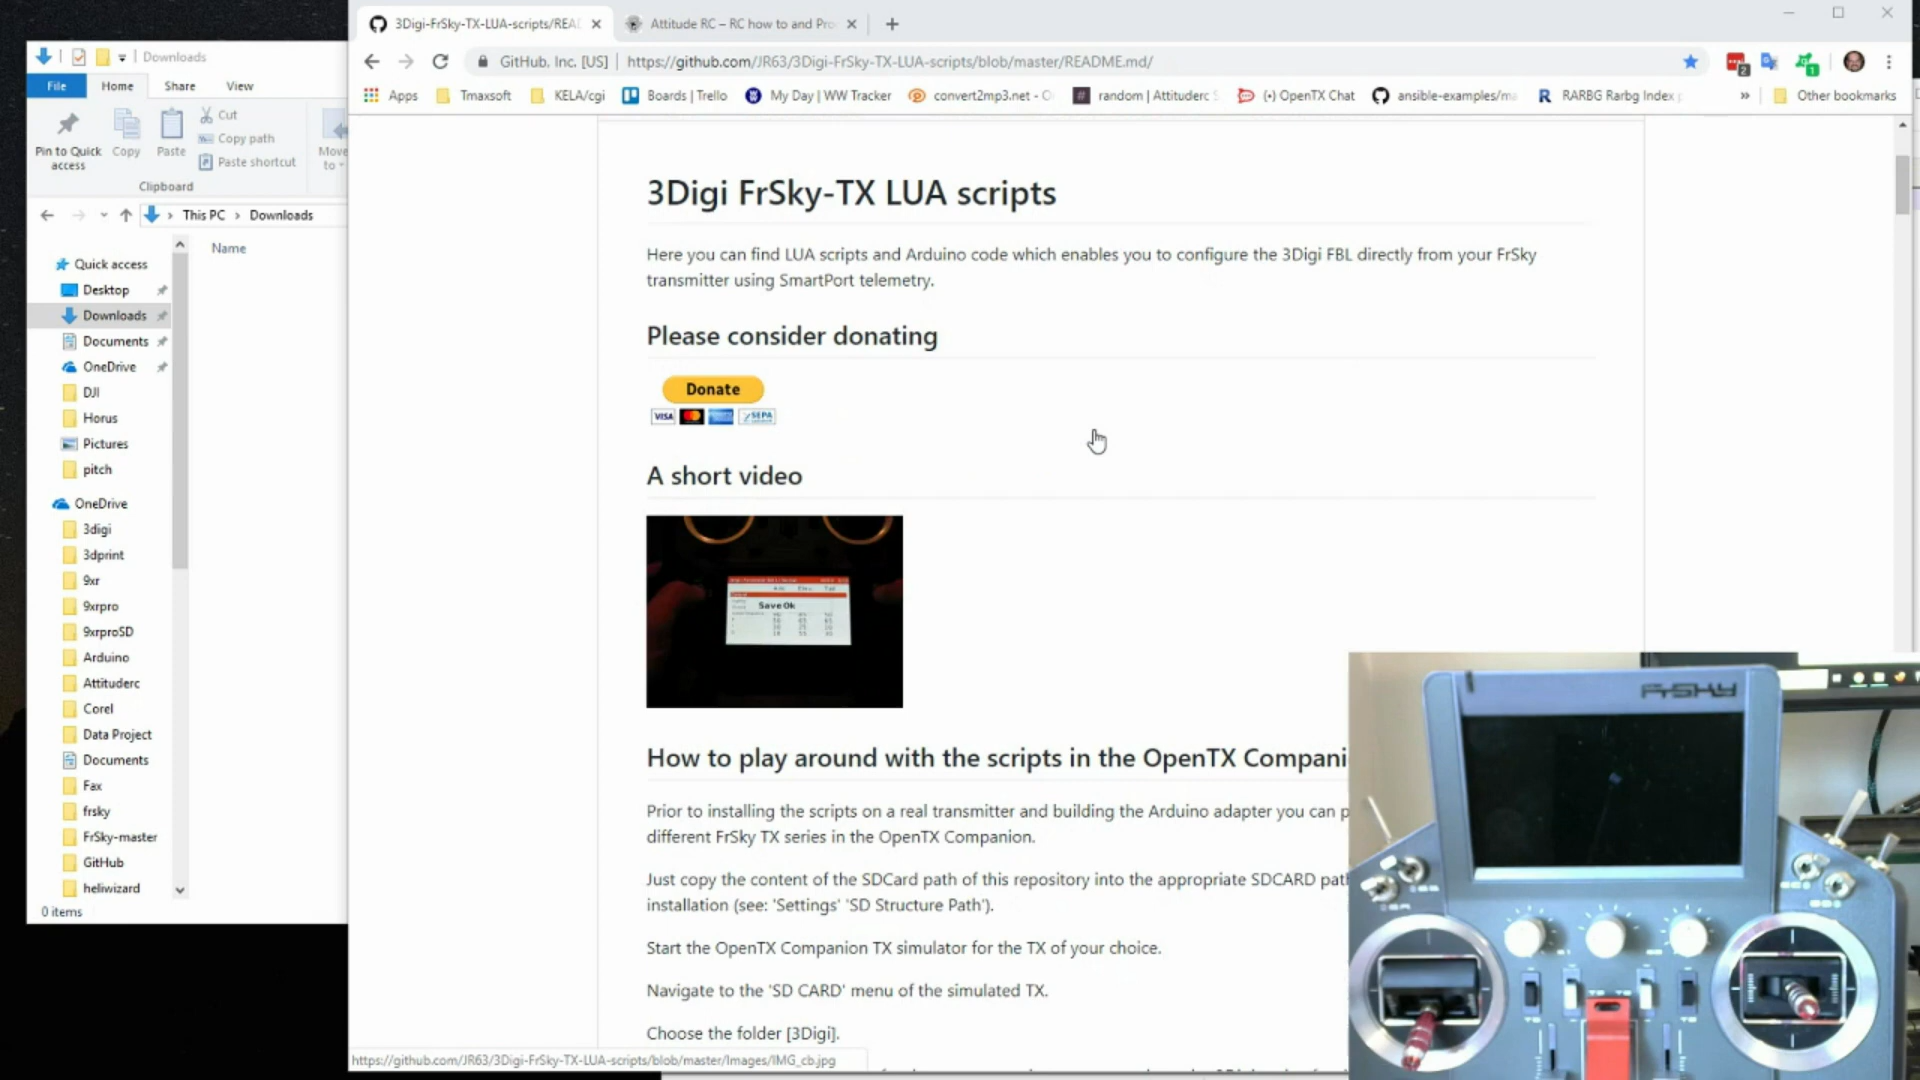 Downloads
File
Home
Share
View
Pin to Quick
access
Copy
Paste
Cut
Copy path
Paste shortcut
Move
to
Clipboard
This PC > Downloads
Name
Quick access
Desktop
Downloads
Documents
OneDrive
DJI
Horus
Pictures
pitch
OneDrive
3digi
3dprint
9xr
9xrpro
9xrproSD
Arduino
Attituderc
Corel
Data Project
Documents
Fax
frsky
FrSky-master
GitHub
heliwizard
0 items
3Digi-FrSky-TX-LUA-scripts/REA
Attitude RC – RC how to and Pro
GitHub, Inc. [US] | https://github.com/JR63/3Digi-FrSky-TX-LUA-scripts/blob/master/README.md/
2
1
Apps
Tmaxsoft
KELA/cgi
Boards | Trello
My Day | WW Tracker
convert2mp3.net - O
random | Attituderc S
(•) OpenTX Chat
ansible-examples/ma
RARBG Rarbg Index p
»
Other bookmarks
3Digi FrSky-TX LUA scripts
Here you can find LUA scripts and Arduino code which enables you to configure the 3Digi FBL directly from your FrSky
transmitter using SmartPort telemetry.
Please consider donating
Donate
VISA
SEPA
A short video
Save Ok
How to play around with the scripts in the OpenTX Compani
Prior to installing the scripts on a real transmitter and building the Arduino adapter you can p
different FrSky TX series in the OpenTX Companion.
Just copy the content of the SDCard path of this repository into the appropriate SDCARD path
installation (see: 'Settings' 'SD Structure Path').
Start the OpenTX Companion TX simulator for the TX of your choice.
Navigate to the 'SD CARD' menu of the simulated TX.
Choose the folder [3Digi].
https://github.com/JR63/3Digi-FrSky-TX-LUA-scripts/blob/master/Images/IMG_cb.jpg
FrSKY